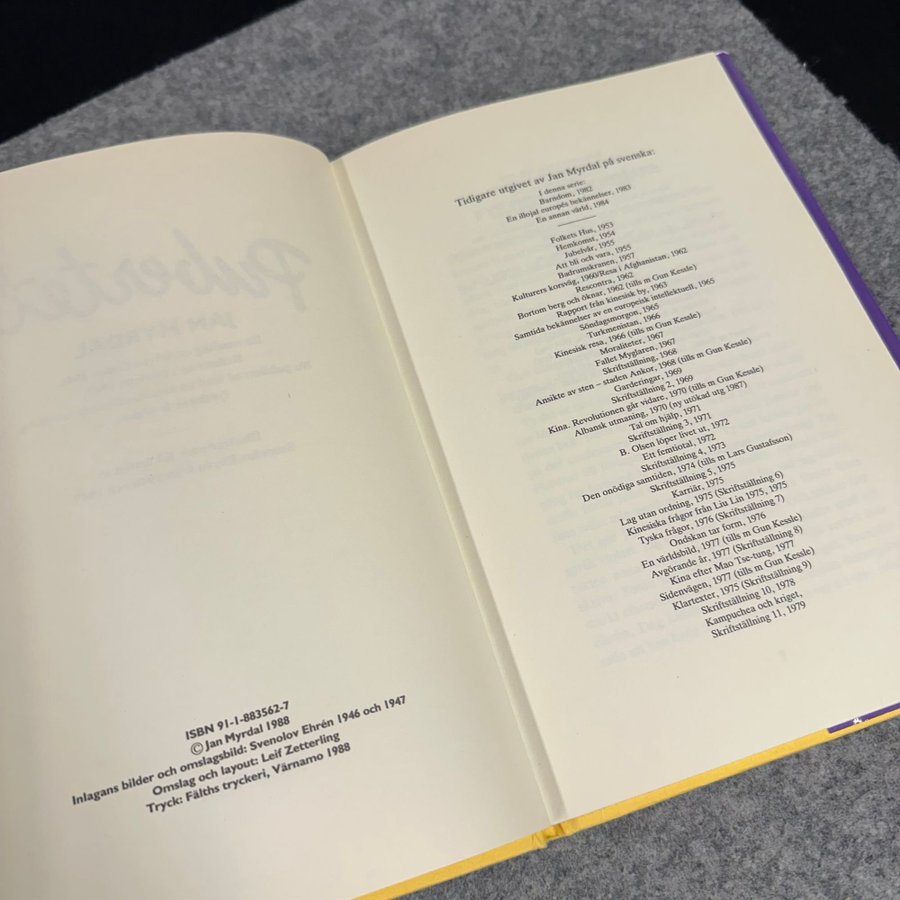 ISBN 91-1-883562-7
© Jan Myrdal 1988
Inlagans bilder och omslagsbild: Svenolov Ehrén 1946 och 1947
Omslag och layout: Leif Zetterling
Tryck: Fälths tryckeri, Värnamo 1988
Tidigare utgivet av Jan Myrdal på svenska:
I denna serie:
Barndom, 1982
En illojal europés bekännelser, 1983
En annan värld, 1984
Folkets Hus, 1953
Hemkomst, 1954
Jubelvår, 1955
Att bli och vara, 1955
Badrumskranen, 1957
Kulturers korsväg, 1960/Resa i Afghanistan, 1962
Rescontra, 1962
Bortom berg och öknar, 1962 (tills m Gun Kessle)
Rapport från kinesisk by, 1963
Samtida bekännelser av en europeisk intellektuell, 1965
Söndagsmorgon, 1965
Turkmenistan, 1966
Kinesisk resa, 1966 (tills m Gun Kessle)
Moraliteter, 1967
Fallet Myglaren, 1967
Skriftställning, 1968
Ansikte av sten – staden Ankor, 1968 (tills m Gun Kessle)
Garderingar, 1969
Skriftställning 2, 1969
Kina. Revolutionen går vidare, 1970 (tills m Gun Kessle)
Albansk utmaning, 1970 (ny utökad utg 1987)
Tal om hjälp, 1971
Skriftställning 3, 1971
B. Olsen löper livet ut, 1972
Ett femtiotal, 1972
Skriftställning 4, 1973
Den onödiga samtiden, 1974 (tills m Lars Gustafsson)
Skriftställning 5, 1975
Karriär, 1975
Lag utan ordning, 1975 (Skriftställning 6)
Kinesiska frågor från Liu Lin 1975, 1975
Tyska frågor, 1976 (Skriftställning 7)
Ondskan tar form, 1976
En världsbild, 1977 (tills m Gun Kessle)
Avgörande år, 1977 (Skriftställning 8)
Kina efter Mao Tse-tung, 1977
Sidenvägen, 1977 (tills m Gun Kessle)
Klartexter, 1975 (Skriftställning 9)
Skriftställning 10, 1978
Kampuchea och kriget,
Skriftställning 11, 1979